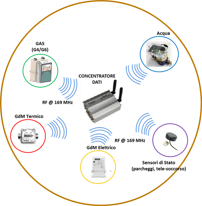 GAS
(G4/G6)
Acqua
CONCENTRATORE
DATI
RF @ 169 MHz
GdM Termico
RF @ 169 MHz
GdM Elettrico
Sensori di Stato
(parcheggi, tele-soccorso)